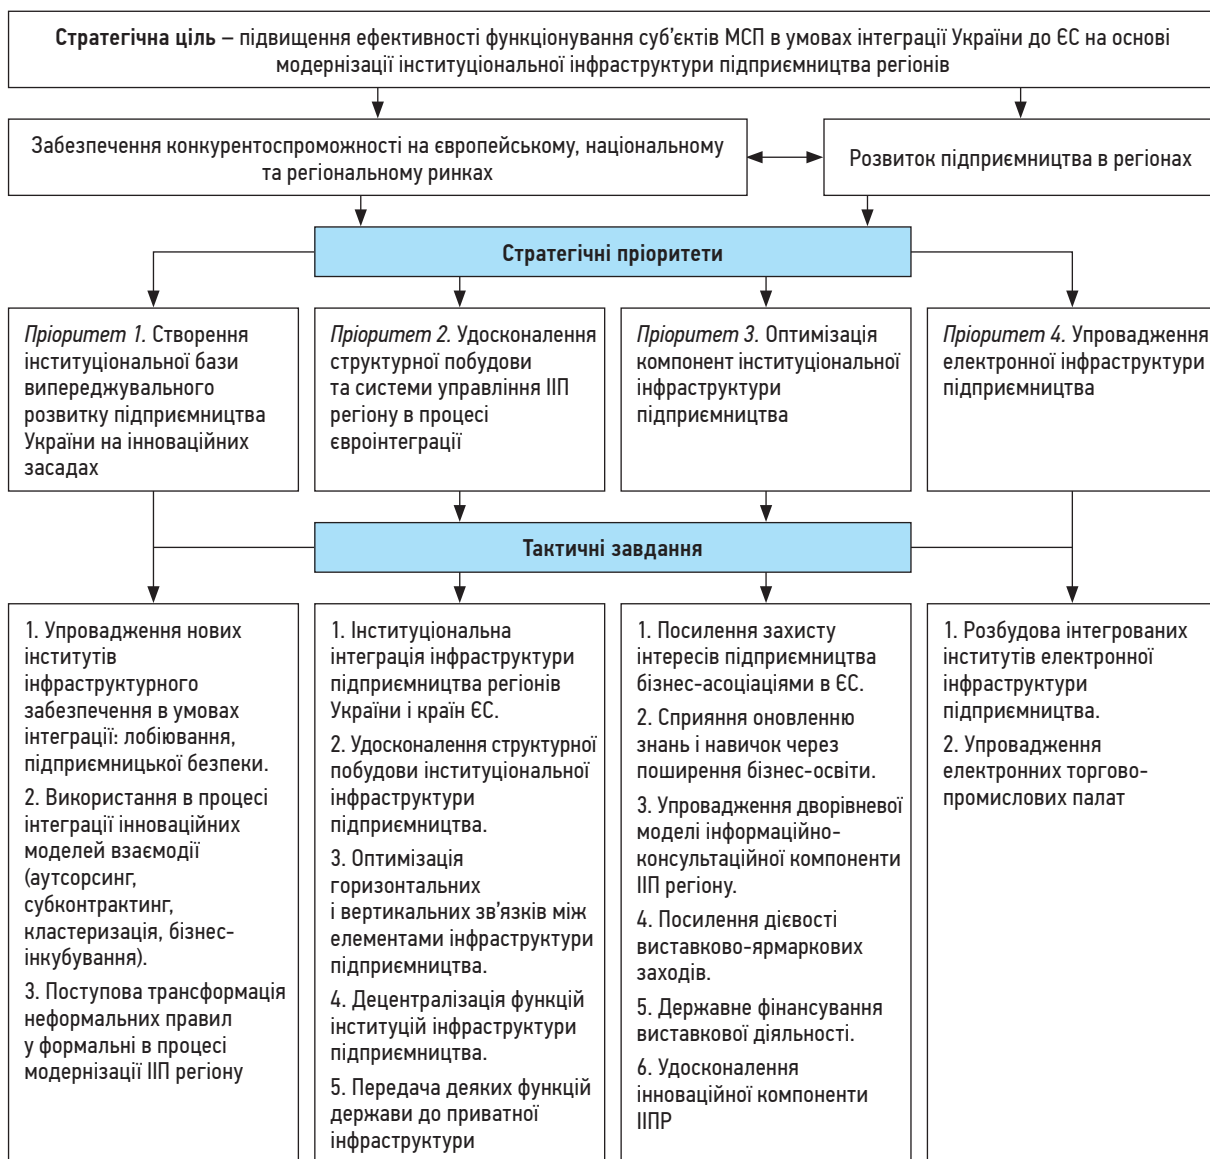 Стратегічна ціль – підвищення ефективності функціонування суб’єктів МСП в умовах інтеграції України до ЄС на основі
модернізації інституціональної інфраструктури підприємництва регіонів
Забезпечення конкурентоспроможності на європейському, національному
та регіональному ринках
Розвиток підприємництва в регіонах
Стратегічні пріоритети
Пріоритет 1. Створення
інституціональної бази
випереджувального
розвитку підприємництва
України на інноваційних
засадах
Пріоритет 2. Удосконалення
структурної побудови
та системи управління ІІП
регіону в процесі
євроінтеграції
Пріоритет 3. Оптимізація
компонент інституціональної
інфраструктури
підприємництва
Пріоритет 4. Упровадження
електронної інфраструктури
підприємництва
Тактичні завдання
1. Упровадження нових
інститутів
інфраструктурного
забезпечення в умовах
інтеграції: лобіювання,
підприємницької безпеки.
2. Використання в процесі
інтеграції інноваційних
моделей взаємодії
(аутсорсинг,
субконтрактинг,
кластеризація, бізнес-
інкубування).
3. Поступова трансформація
неформальних правил
у формальні в процесі
модернізації ІІП регіону
1. Інституціональна
інтеграція інфраструктури
підприємництва регіонів
України і країн ЄС.
2. Удосконалення структурної
побудови інституціональної
інфраструктури
підприємництва.
3. Оптимізація
горизонтальних
і вертикальних зв’язків між
елементами інфраструктури
підприємництва.
4. Децентралізація функцій
інституцій інфраструктури
підприємництва.
5. Передача деяких функцій
держави до приватної
інфраструктури
1. Посилення захисту
інтересів підприємництва
бізнес-асоціаціями в ЄС.
2. Сприяння оновленню
знань і навичок через
поширення бізнес-освіти.
3. Упровадження дворівневої
моделі інформаційно-
консультаційної компоненти
ІІП регіону.
4. Посилення дієвості
виставково-ярмаркових
заходів.
5. Державне фінансування
виставкової діяльності.
6. Удосконалення
інноваційної компоненти
ІІПР
1. Розбудова інтегрованих
інститутів електронної
інфраструктури
підприємництва.
2. Упровадження
електронних торгово-
промислових палат